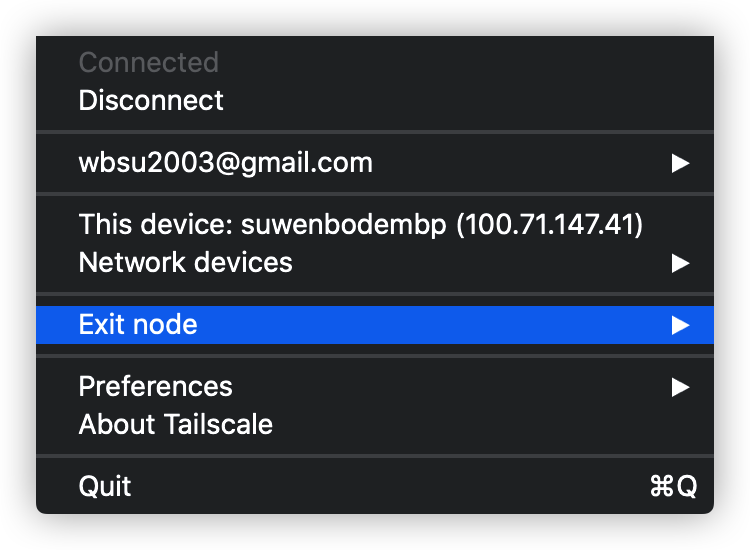 Connected
Disconnect
wbsu2003@gmail.com ▶
This device: suwenbodembp (100.71.147.41)
Network devices ▶
Exit node ▶
Preferences ▶
About Tailscale
Quit ⌘Q